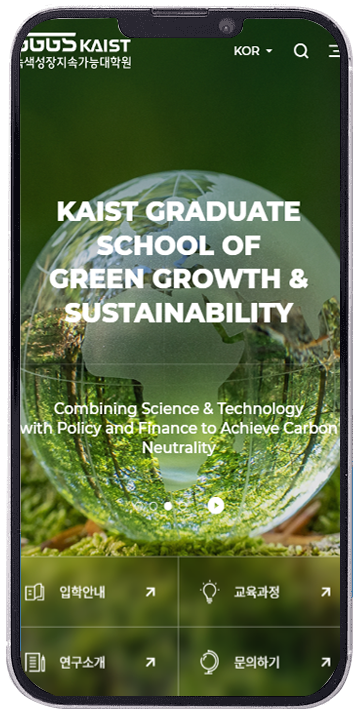 GGGS KAIST
녹색성장지속가능대학원
KOR
KAIST GRADUATE
SCHOOL OF
GREEN GROWTH &
SUSTAINABILITY
Combining Science & Technology
with Policy and Finance to Achieve Carbon
Neutrality
입학안내
교육과정
연구소개
문의하기